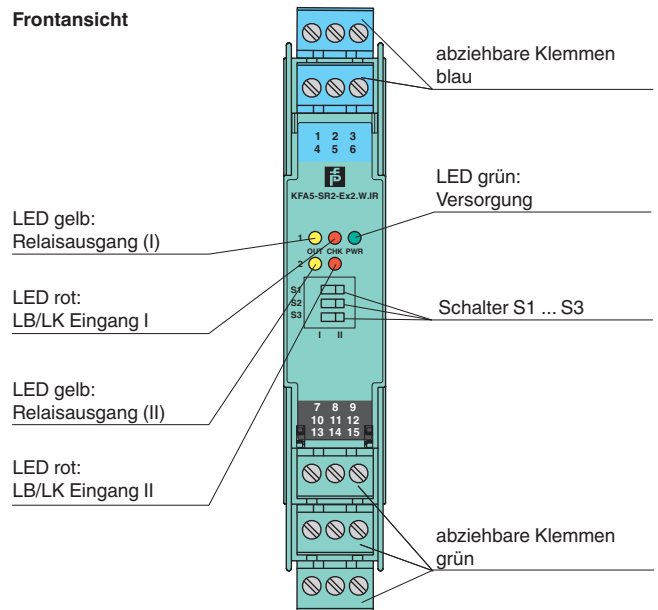 Frontansicht
abziehbare Klemmen
blau
1 2 3
4 5 6
KFA5-SR2-Ex2.W.IR
LED grün:
Versorgung
LED gelb:
Relaisausgang (I)
1
OUT CHK PWR
2
LED rot:
LB/LK Eingang I
S1
S2
S3
I II
Schalter S1 ... S3
LED gelb:
Relaisausgang (II)
7 8 9
10 11 12
13 14 15
LED rot:
LB/LK Eingang II
abziehbare Klemmen
grün